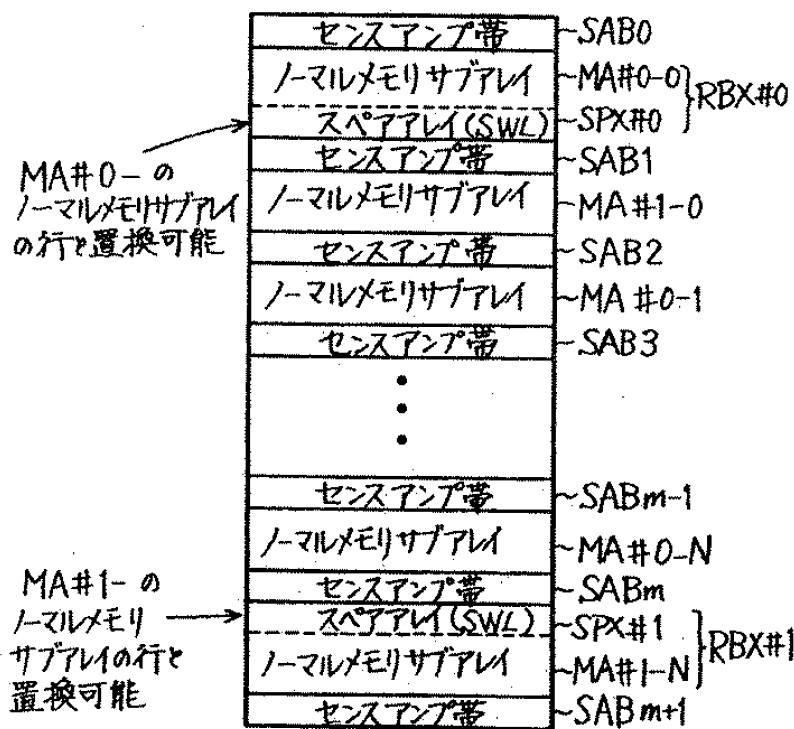 センスアンプ帯 SAB0
ノーマルメモリサブアレイ MA#0-0
RBX#0
スペアアレイ(SWL) SPX#0
センスアンプ帯 SAB1
MA#0-の
ノーマルメモリサブアレイ
の行と置換可能
ノーマルメモリサブアレイ MA#1-0
センスアンプ帯 SAB2
ノーマルメモリサブアレイ MA#0-1
センスアンプ帯 SAB3
センスアンプ帯 SABm-1
ノーマルメモリサブアレイ MA#0-N
センスアンプ帯 SABm
MA#1-の
ノーマルメモリ
サブアレイの行と
置換可能
スペアアレイ(SWL) SPX#1
RBX#1
ノーマルメモリサブアレイ MA#1-N
センスアンプ帯 SABm+1